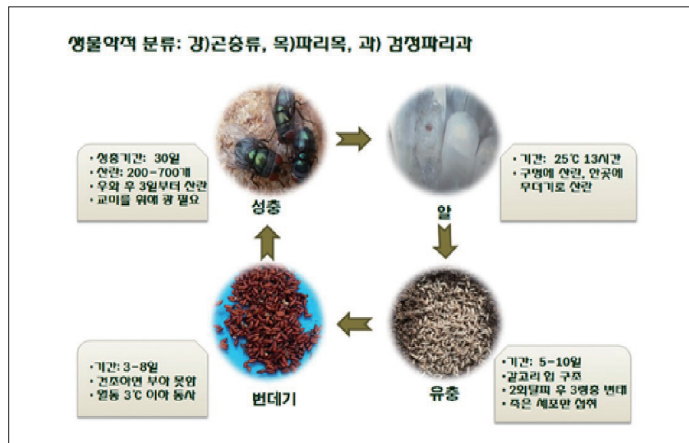 생물학적 분류: 강)곤충류, 목)파리목, 과) 검정파리과
• 성충기간: 30일
• 산란: 200-700개
• 우화 후 3일부터 산란
• 교미를 위해 광 필요
성충
• 기간: 25℃ 13시간
• 구멍에 산란, 한곳에
무더기로 산란
알
• 기간: 5-10일
• 갈고리 입 구조
• 2회탈피 후 3령충 변태
• 죽은 세포만 섭취
유충
• 기간: 3-8일
• 건조하면 부화 못함
• 월동 3℃ 이하 동사
번데기